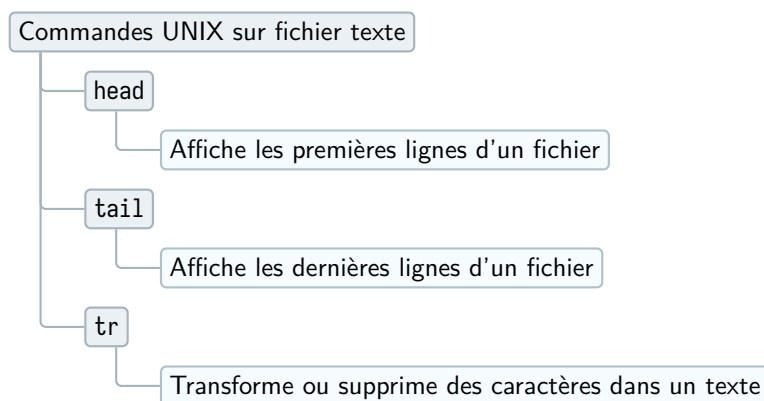 Commandes UNIX sur fichier texte
head
Affiche les premières lignes d'un fichier
tail
Affiche les dernières lignes d'un fichier
tr
Transforme ou supprime des caractères dans un texte